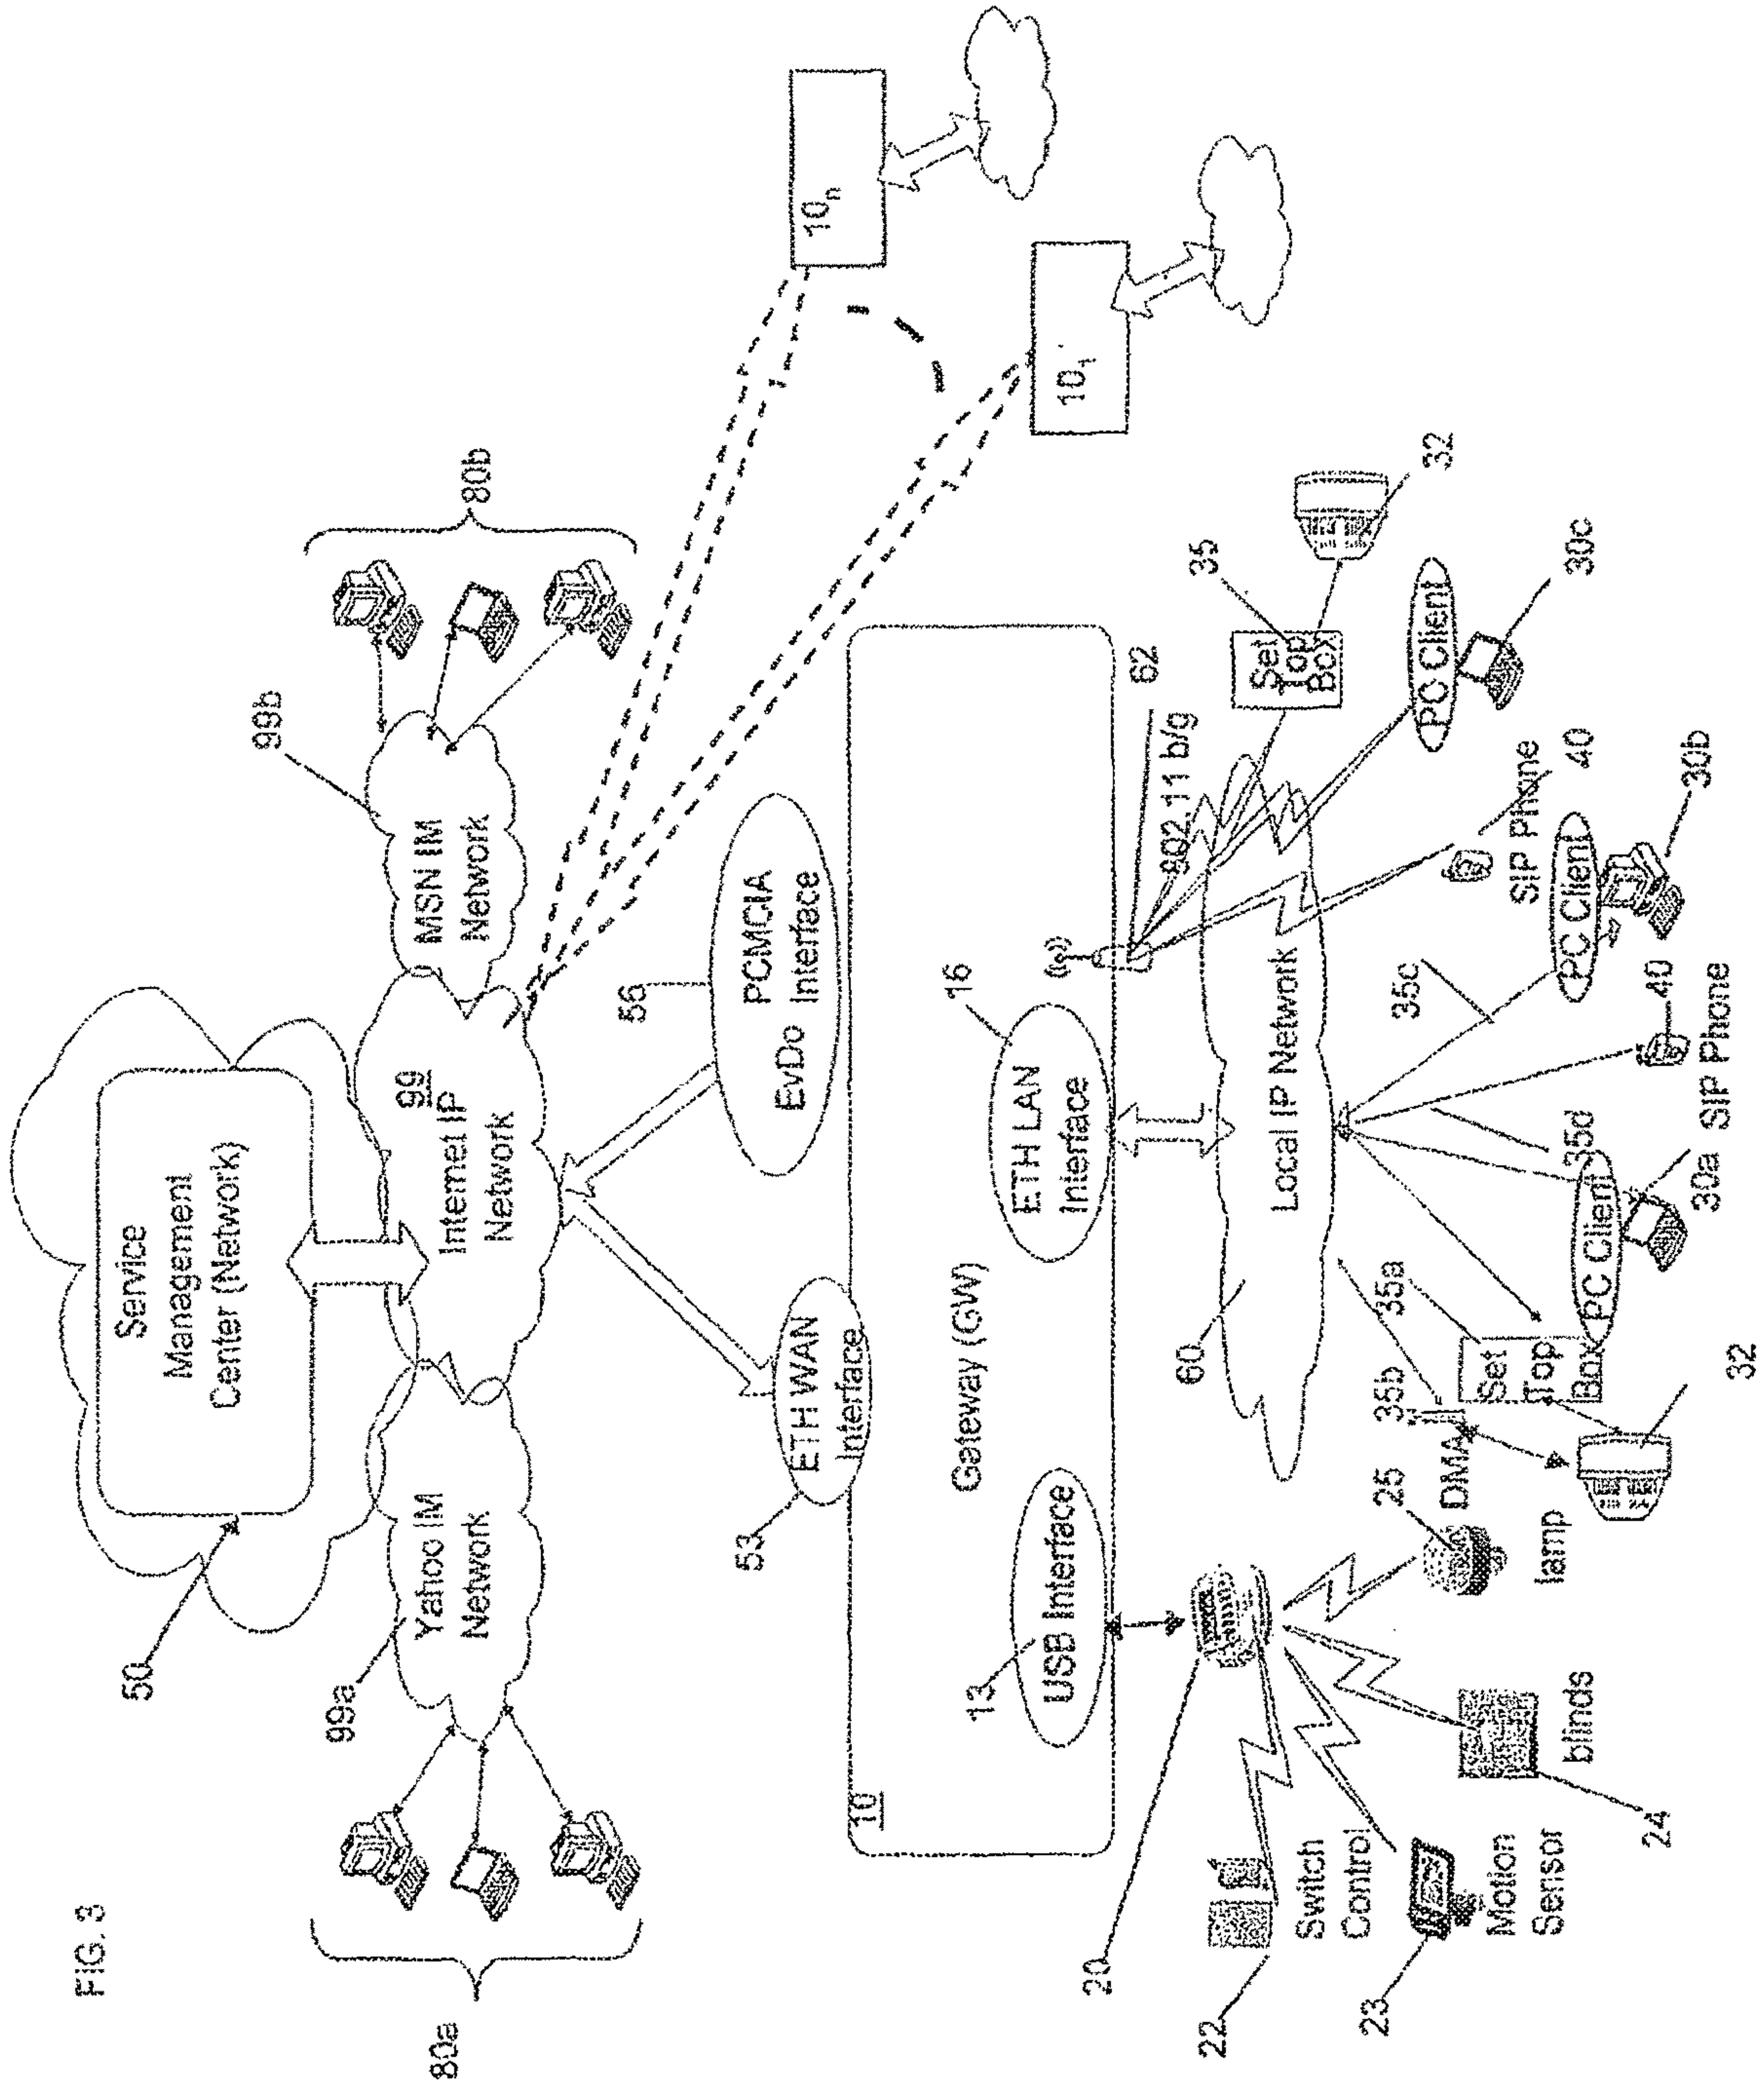 FIG. 3
Service
Management
Center (Network)
50
99a
Yahoo IM
Network
99
Internet IP
Network
99b
MSN IM
Network
80a
80b
53
ETH WAN
Interface
56
PCMCIA
EvDo Interface
10
Gateway (GW)
13
USB Interface
16
ETH LAN
Interface
62
802.11 b/g
10n
101
60
Local IP Network
20
22
Switch
Control
23
Motion
Sensor
24
blinds
25
lamp
DMA
35b
35a
Set
Top
Box
32
PC Client
30a
35d
SIP Phone
40
35c
PC Client
30b
SIP Phone
40
PC Client
30c
35
Set
Top
Box
32